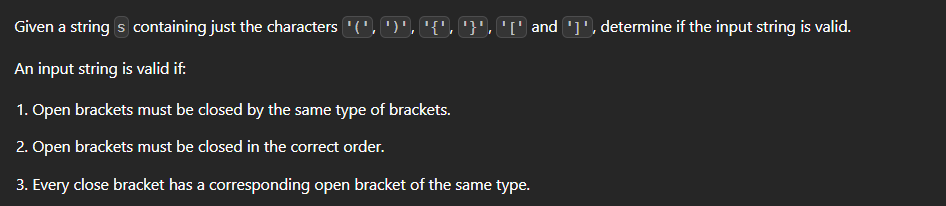 Given a string s containing just the characters '(', ')', '{', '}', '[' and ']', determine if the input string is valid.
An input string is valid if:
1. Open brackets must be closed by the same type of brackets.
2. Open brackets must be closed in the correct order.
3. Every close bracket has a corresponding open bracket of the same type.